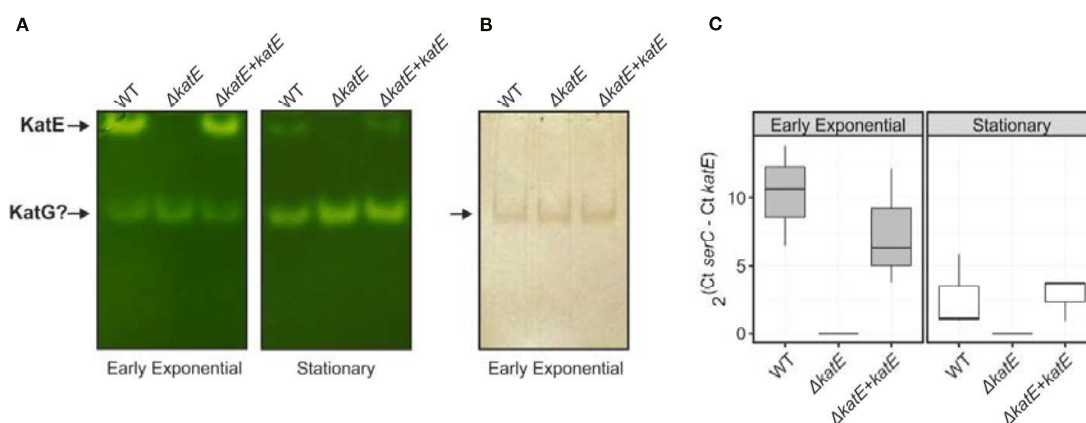 A
WT
ΔkatE
ΔkatE+katE
WT
ΔkatE
ΔkatE+katE
KatE→
KatG?→
Early Exponential
Stationary
B
WT
ΔkatE
ΔkatE+katE
Early Exponential
C
Early Exponential
Stationary
2^(Ct serC - Ct katE)
10
5
0
WT
ΔkatE
ΔkatE+katE
WT
ΔkatE
ΔkatE+katE